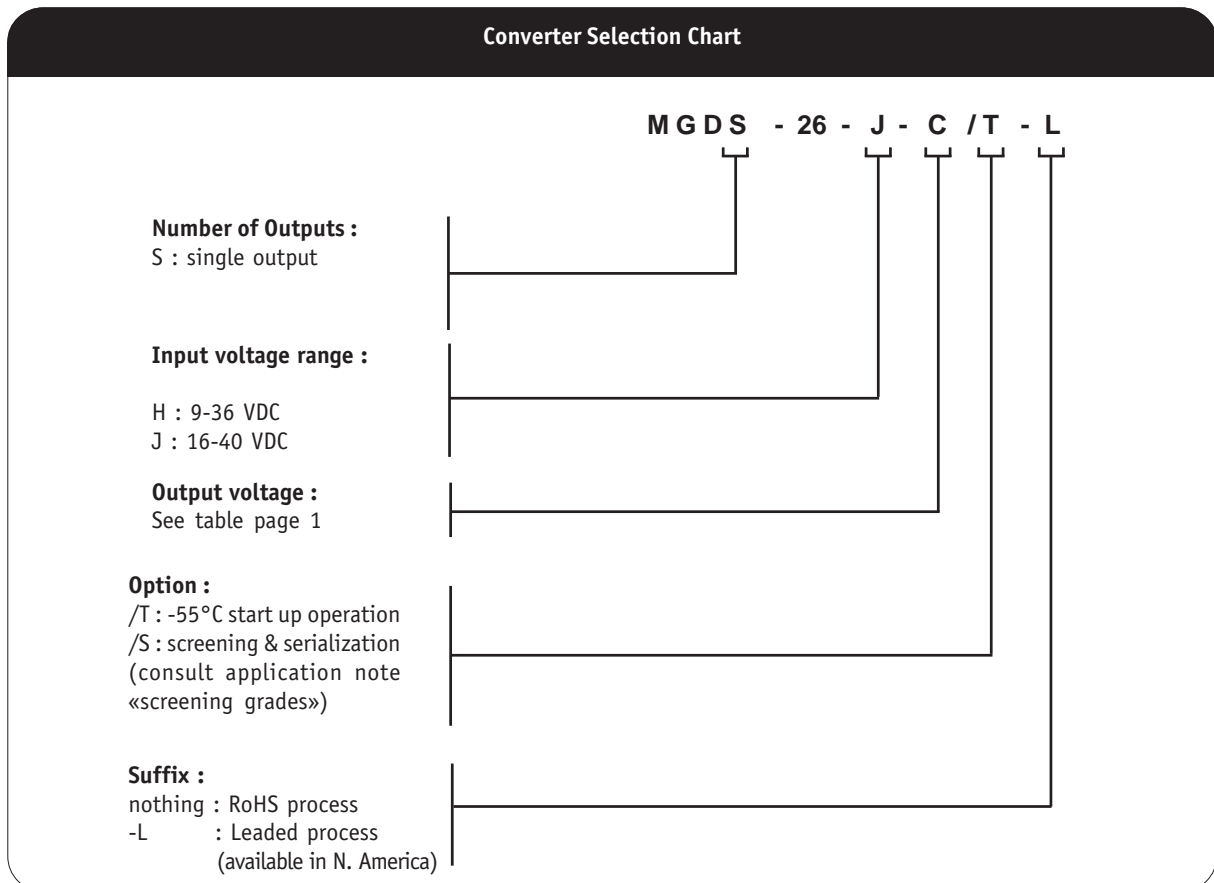 Converter Selection Chart
M G D S - 26 - J - C / T - L
Number of Outputs :
S : single output
Input voltage range :
H : 9-36 VDC
J : 16-40 VDC
Output voltage :
See table page 1
Option :
/T : -55°C start up operation
/S : screening & serialization
(consult application note
«screening grades»)
Suffix :
nothing : RoHS process
-L : Leaded process
(available in N. America)